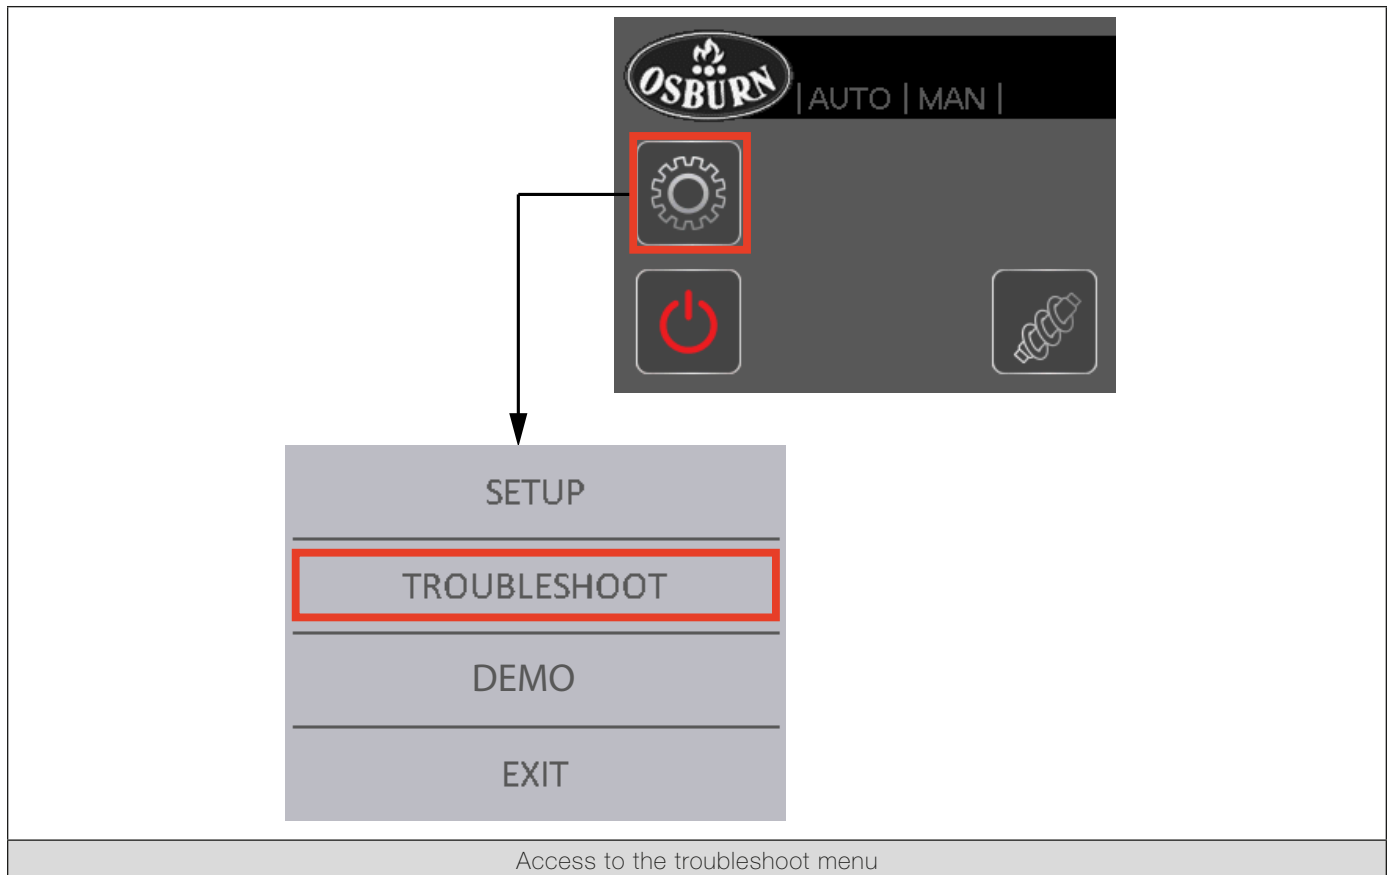 OSBURN
| AUTO | MAN |
SETUP
TROUBLESHOOT
DEMO
EXIT
Access to the troubleshoot menu